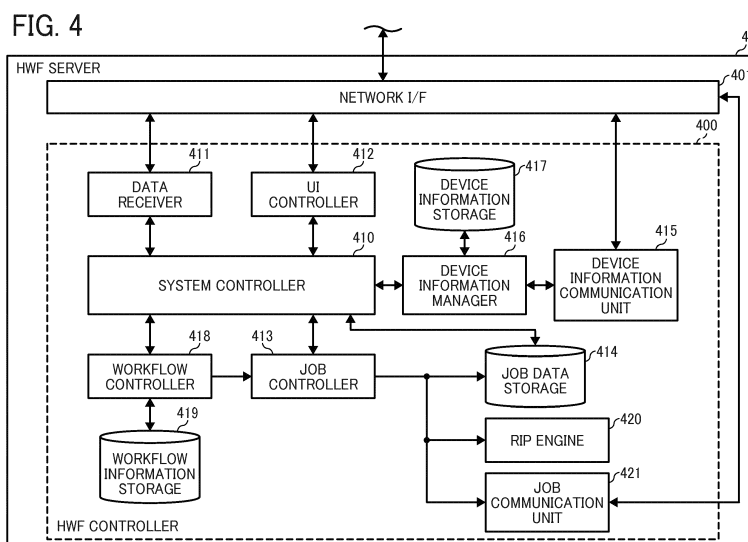 FIG. 4
4
HWF SERVER
401
NETWORK I/F
400
411
DATA
RECEIVER
412
UI
CONTROLLER
417
DEVICE
INFORMATION
STORAGE
410
SYSTEM CONTROLLER
416
DEVICE
INFORMATION
MANAGER
415
DEVICE
INFORMATION
COMMUNICATION
UNIT
418
WORKFLOW
CONTROLLER
413
JOB
CONTROLLER
414
JOB DATA
STORAGE
419
WORKFLOW
INFORMATION
STORAGE
420
RIP ENGINE
421
JOB
COMMUNICATION
UNIT
HWF CONTROLLER